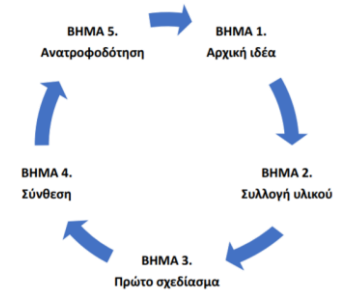 ΒΗΜΑ 1.
Αρχική ιδέα
ΒΗΜΑ 2.
Συλλογή υλικού
ΒΗΜΑ 3.
Πρώτο σχεδίασμα
ΒΗΜΑ 4.
Σύνθεση
ΒΗΜΑ 5.
Ανατροφοδότηση